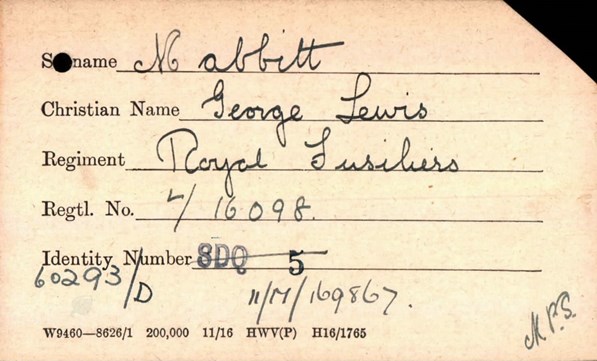 Surname Mabbitt
Christian Name George Lewis
Regiment Royal Fusiliers
Regtl. No. L/16098.
Identity Number 8DQ 5
60293/D
11/M/169867.
M.P.S.
W9460—8626/1 200,000 11/16 HWV(P) H16/1765